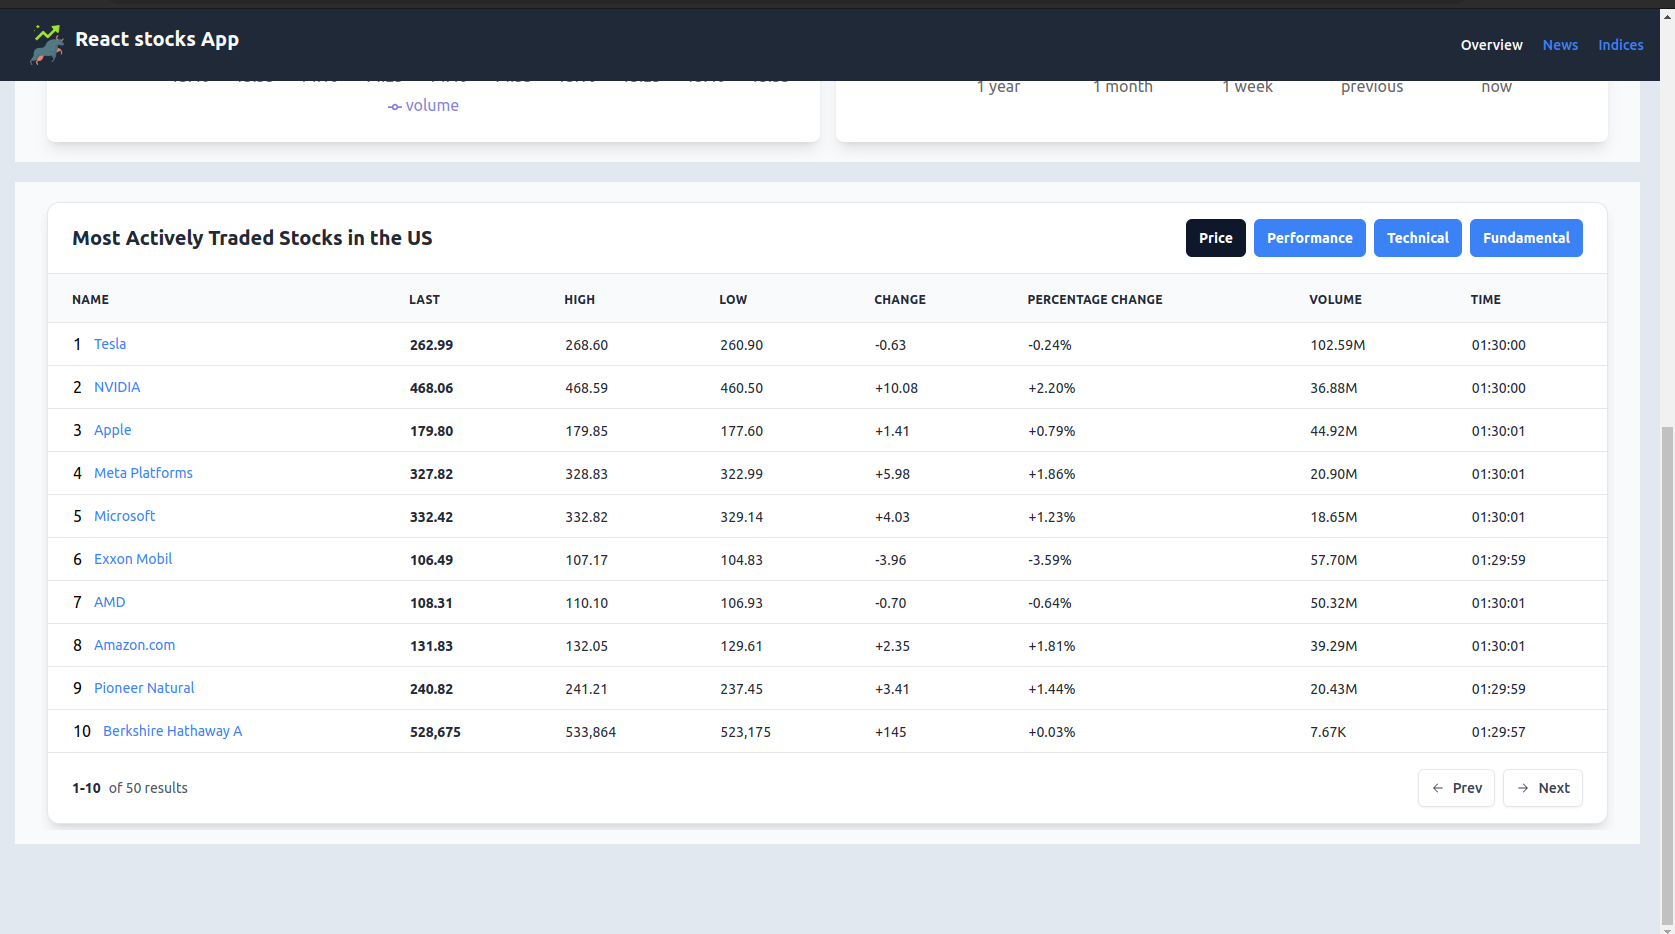 React stocks App
Overview News Indices
volume
1 year 1 month 1 week previous now
Most Actively Traded Stocks in the US
Price Performance Technical Fundamental
NAME LAST HIGH LOW CHANGE PERCENTAGE CHANGE VOLUME TIME
1 Tesla 262.99 268.60 260.90 -0.63 -0.24% 102.59M 01:30:00
2 NVIDIA 468.06 468.59 460.50 +10.08 +2.20% 36.88M 01:30:00
3 Apple 179.80 179.85 177.60 +1.41 +0.79% 44.92M 01:30:01
4 Meta Platforms 327.82 328.83 322.99 +5.98 +1.86% 20.90M 01:30:01
5 Microsoft 332.42 332.82 329.14 +4.03 +1.23% 18.65M 01:30:01
6 Exxon Mobil 106.49 107.17 104.83 -3.96 -3.59% 57.70M 01:29:59
7 AMD 108.31 110.10 106.93 -0.70 -0.64% 50.32M 01:30:01
8 Amazon.com 131.83 132.05 129.61 +2.35 +1.81% 39.29M 01:30:01
9 Pioneer Natural 240.82 241.21 237.45 +3.41 +1.44% 20.43M 01:29:59
10 Berkshire Hathaway A 528,675 533,864 523,175 +145 +0.03% 7.67K 01:29:57
1-10 of 50 results
← Prev → Next